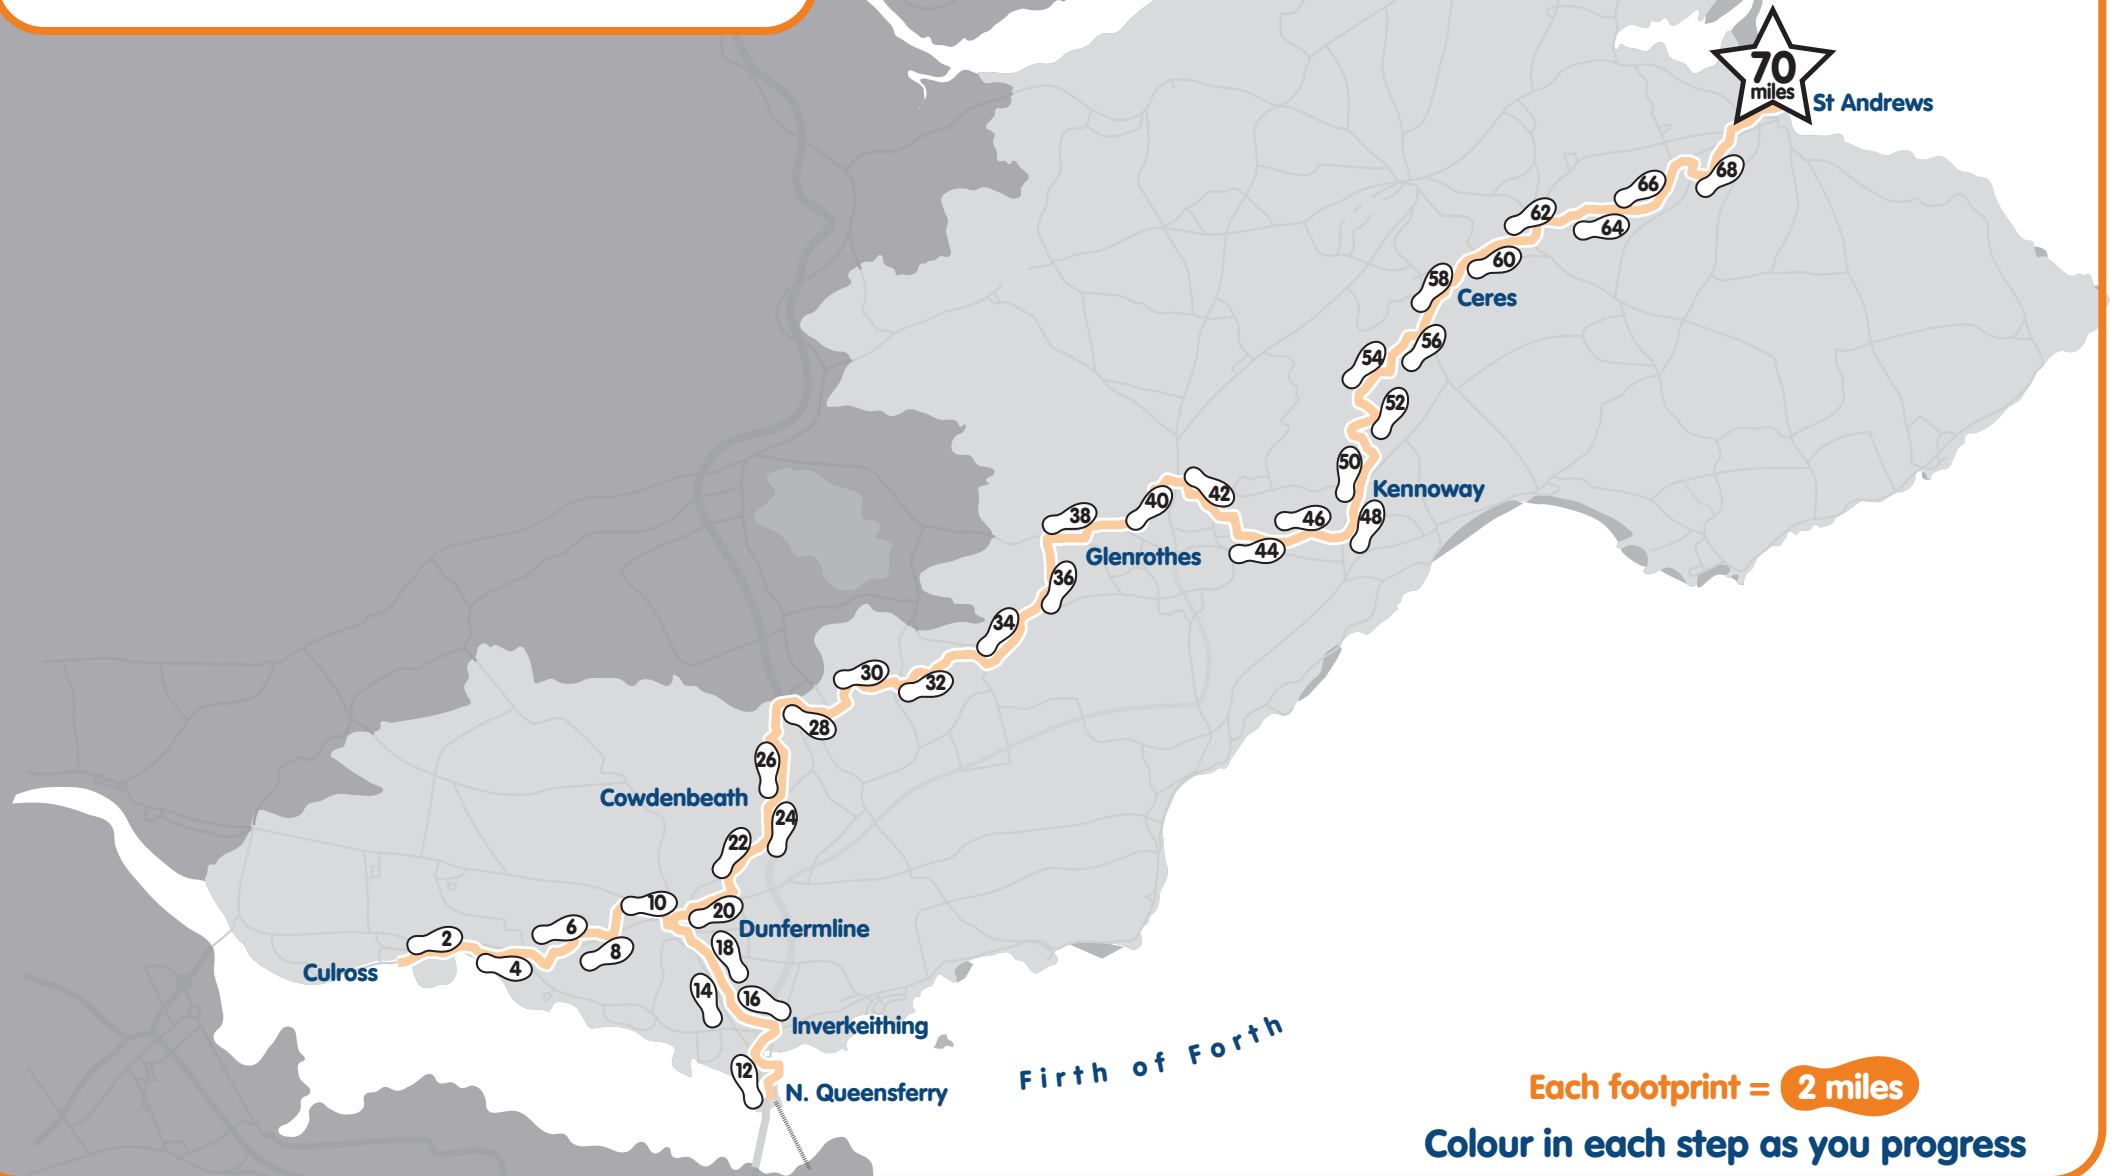 70
miles
St Andrews
68
66
64
62
60
58
Ceres
56
54
52
50
Kennoway
48
46
44
42
40
38
Glenrothes
36
34
32
30
28
26
Cowdenbeath
24
22
20
Dunfermline
10
6
8
2
4
Culross
18
14
16
Inverkeithing
12
N. Queensferry
Firth of Forth
Each footprint = 2 miles
Colour in each step as you progress